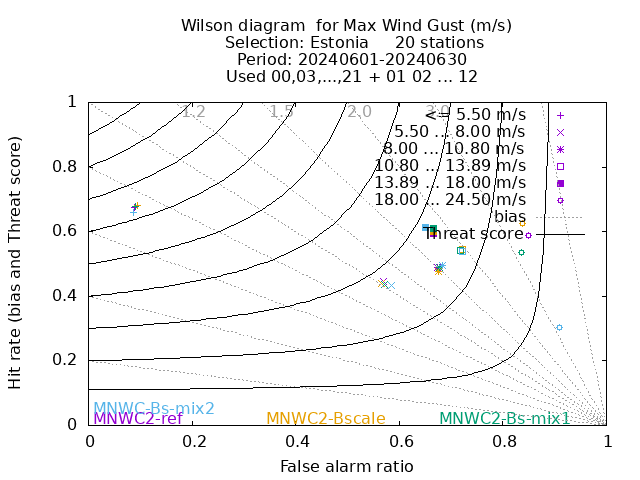 Wilson diagram for Max Wind Gust (m/s)
Selection: Estonia 20 stations
Period: 20240601-20240630
Used 00,03,...,21 + 01 02 ... 12
1.2 1.5 2.0 3.0
<= 5.50 m/s
5.50 ... 8.00 m/s
8.00 ... 10.80 m/s
10.80 ... 13.89 m/s
13.89 ... 18.00 m/s
18.00 ... 24.50 m/s
bias
Threat score
Hit rate (bias and Threat score)
1
0.8
0.6
0.4
0.2
0
MNWC-Bs-mix2
MNWC2-ref MNWC2-Bscale MNWC2-Bs-mix1
0 0.2 0.4 0.6 0.8 1
False alarm ratio